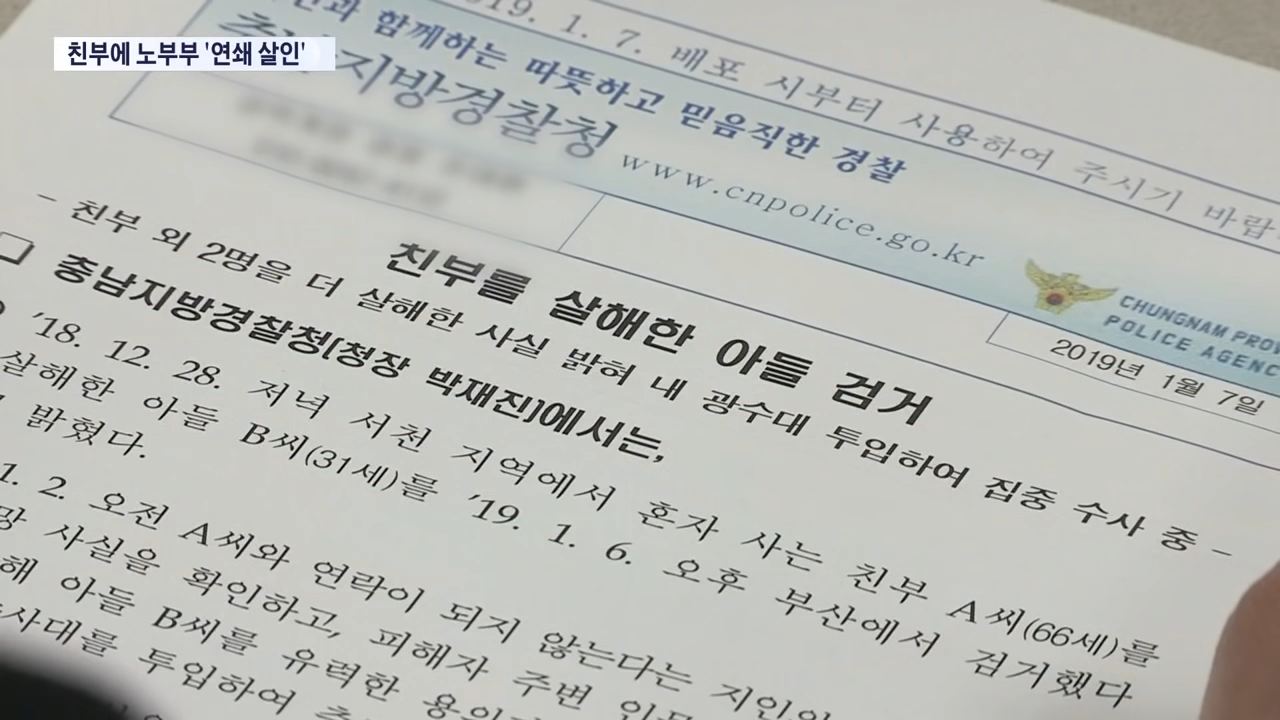 친부에 노부부 '연쇄 살인'
2019. 1. 7. 배포 시부터 사용하여 주시기 바랍
함께하는 따뜻하고 믿음직한 경찰
지방경찰청 www.cnpolice.go.kr
CHUNGNAM PROV
POLICE AGENC
2019년 1월 7일
친부를 살해한 아들 검거
- 친부 외 2명을 더 살해한 사실 밝혀 내 광수대 투입하여 집중 수사 중 -
□ 충남지방경찰청[청장 박재진]에서는,
'18. 12. 28. 저녁 서천 지역에서 혼자 사는 친부 A씨(66세)를
살해한 아들 B씨(31세)를 '19. 1. 6. 오후 부산에서 검거했다
밝혔다.
1. 2. 오전 A씨와 연락이 되지 않는다는 지인의
망 사실을 확인하고, 피해자 주변
해 아들 B씨를 유력한
사대를 투입하여